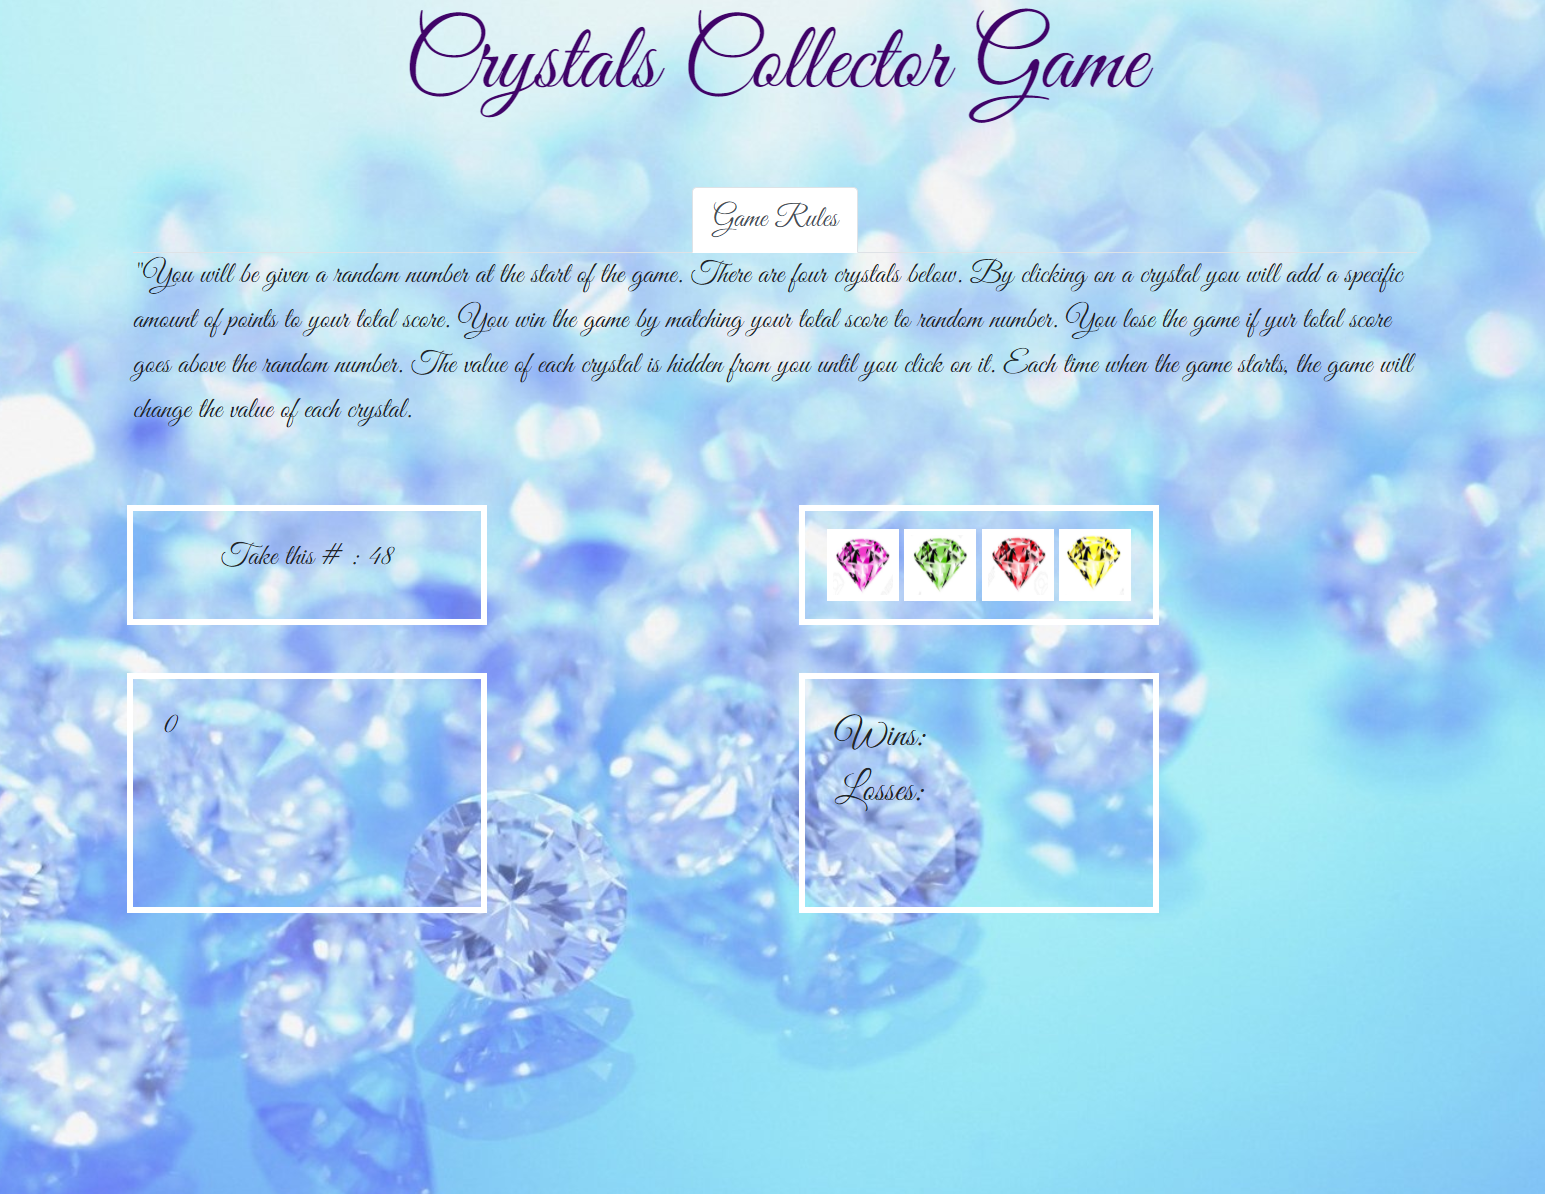 Crystals Collector Game
Game Rules
"You will be given a random number at the start of the game. There are four crystals below. By clicking on a crystal you will add a specific
amount of points to your total score. You win the game by matching your total score to random number. You lose the game if yur total score
goes above the random number. The value of each crystal is hidden from you until you click on it. Each time when the game starts, the game will
change the value of each crystal.
Take this # : 48
0
Wins:
Losses: